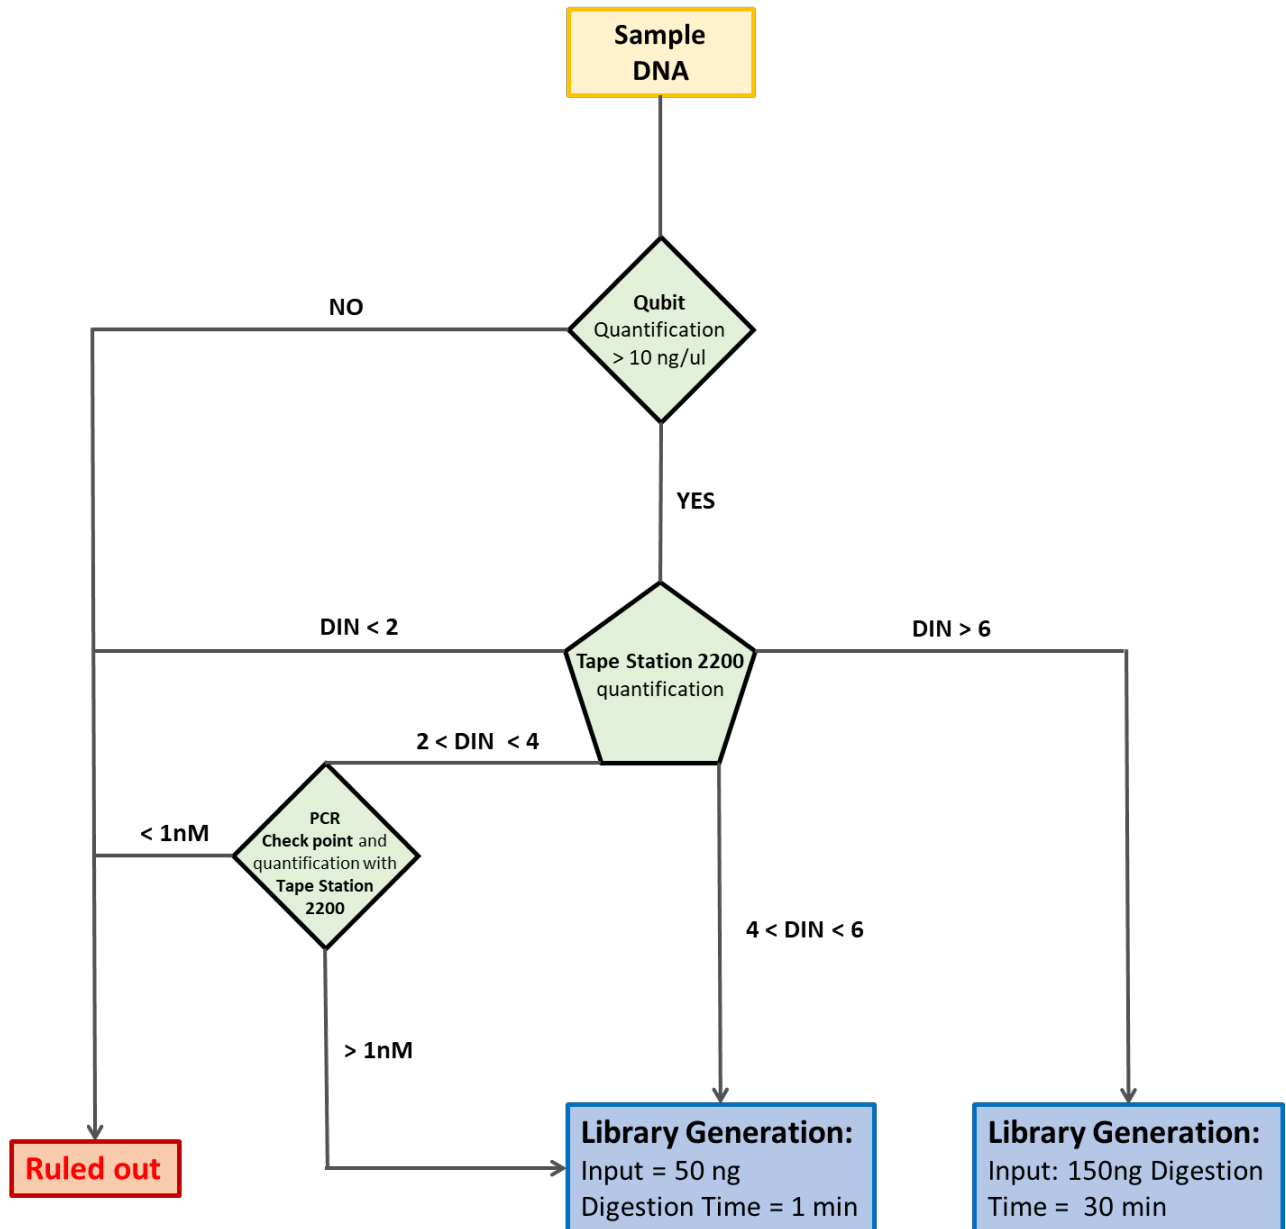 Sample
DNA
NO
Qubit
Quantification
> 10 ng/ul
YES
DIN < 2
DIN > 6
Tape Station 2200
quantification
2 < DIN < 4
< 1nM
PCR
Check point and
quantification with
Tape Station
2200
4 < DIN < 6
> 1nM
Ruled out
Library Generation:
Input = 50 ng
Digestion Time = 1 min
Library Generation:
Input: 150ng Digestion
Time = 30 min